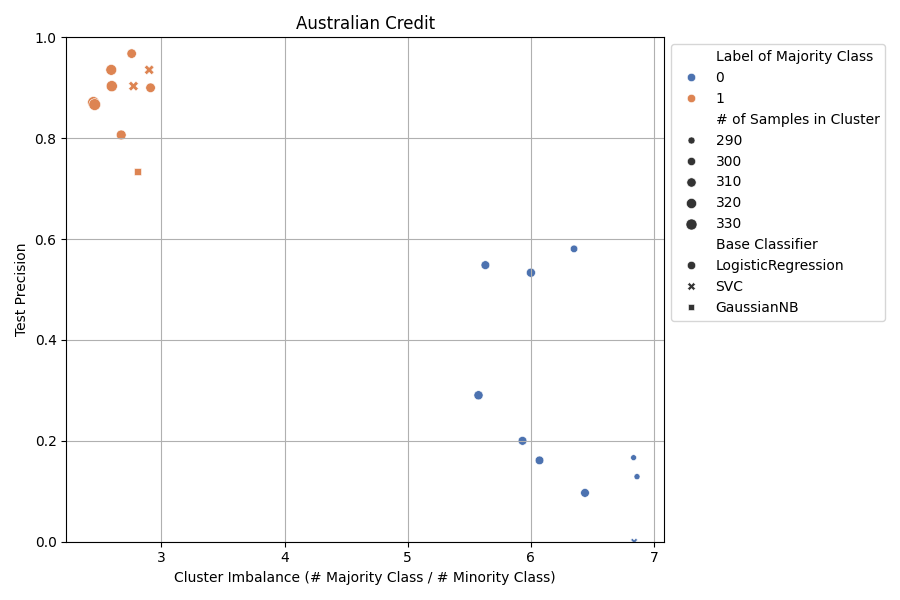 Australian Credit
1.0
0.8
0.6
0.4
0.2
0.0
Test Precision
3
4
5
6
7
Cluster Imbalance (# Majority Class / # Minority Class)
Label of Majority Class
0
1
# of Samples in Cluster
290
300
310
320
330
Base Classifier
LogisticRegression
SVC
GaussianNB